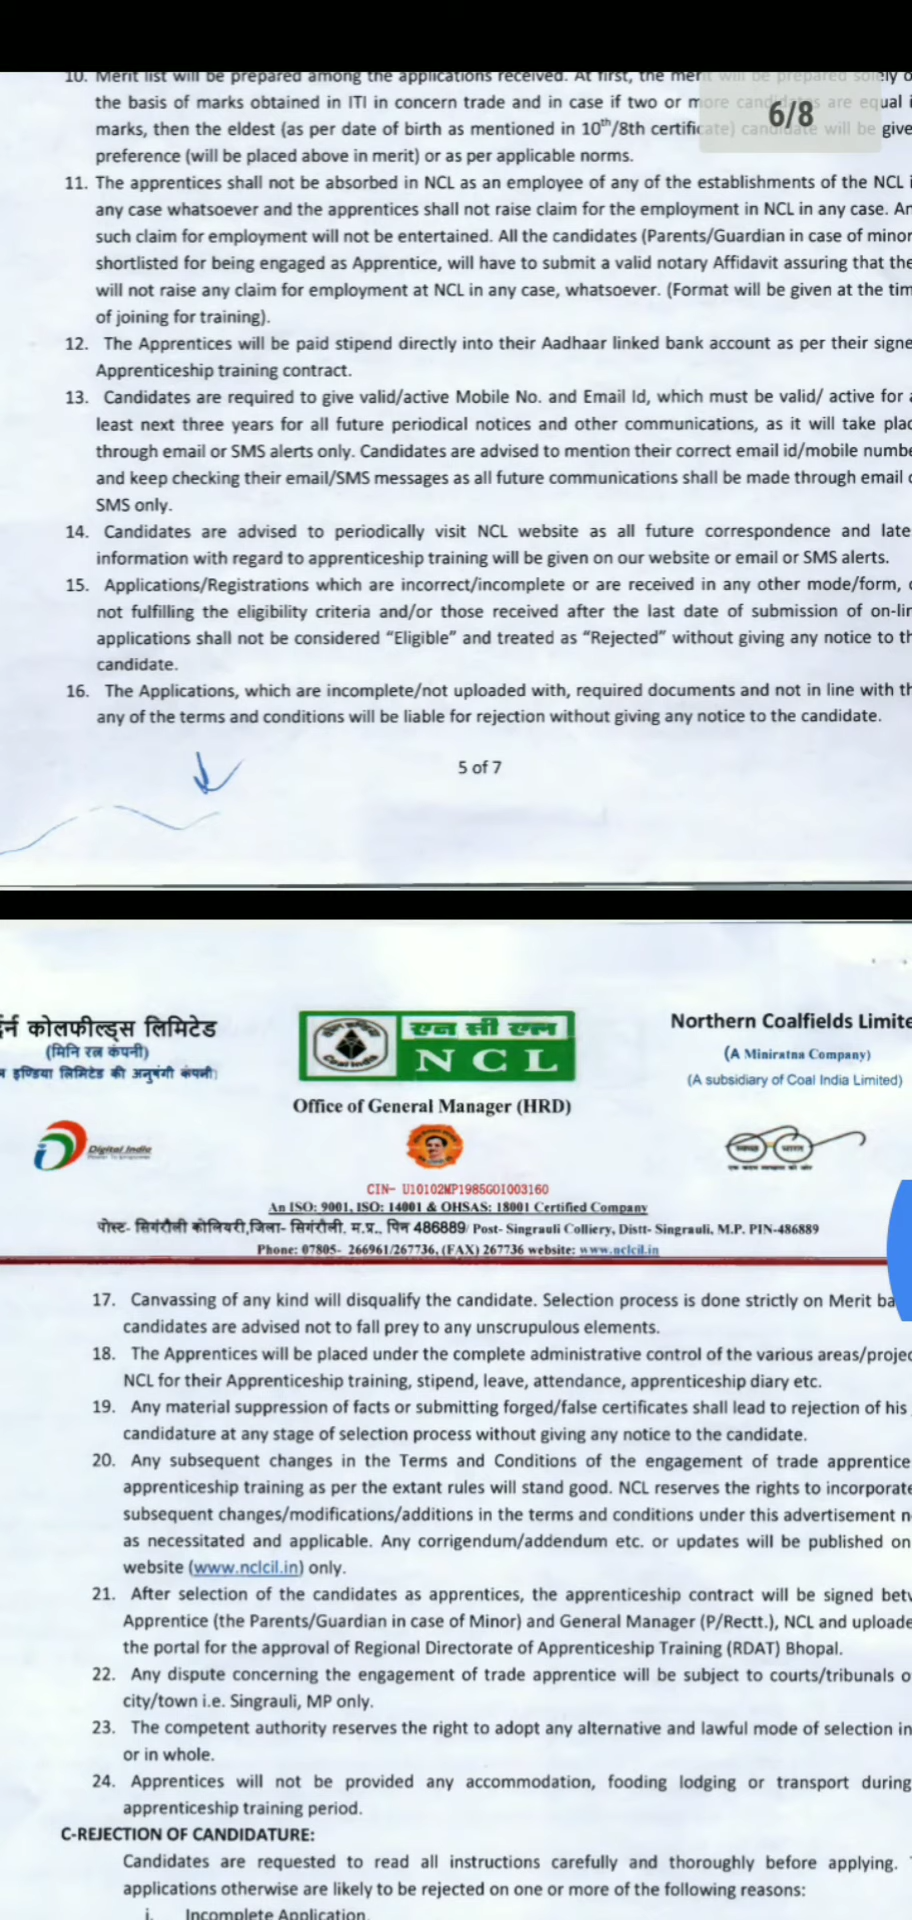 10. Merit list will be prepared among the applications received. At first, the merit will be prepared solely
the basis of marks obtained in ITI in concern trade and in case if two or more candidates are equal
6/8
marks, then the eldest (as per date of birth as mentioned in 10th/8th certificate) candidate will be give
preference (will be placed above in merit) or as per applicable norms.
11. The apprentices shall not be absorbed in NCL as an employee of any of the establishments of the NCL
any case whatsoever and the apprentices shall not raise claim for the employment in NCL in any case. An
such claim for employment will not be entertained. All the candidates (Parents/Guardian in case of minor
shortlisted for being engaged as Apprentice, will have to submit a valid notary Affidavit assuring that the
will not raise any claim for employment at NCL in any case, whatsoever. (Format will be given at the tim
of joining for training).
12. The Apprentices will be paid stipend directly into their Aadhaar linked bank account as per their signe
Apprenticeship training contract.
13. Candidates are required to give valid/active Mobile No. and Email Id, which must be valid/ active for a
least next three years for all future periodical notices and other communications, as it will take plac
through email or SMS alerts only. Candidates are advised to mention their correct email id/mobile numbe
and keep checking their email/SMS messages as all future communications shall be made through email
SMS only.
14. Candidates are advised to periodically visit NCL website as all future correspondence and late
information with regard to apprenticeship training will be given on our website or email or SMS alerts.
15. Applications/Registrations which are incorrect/incomplete or are received in any other mode/form,
not fulfilling the eligibility criteria and/or those received after the last date of submission of on-lin
applications shall not be considered "Eligible" and treated as "Rejected" without giving any notice to th
candidate.
16. The Applications, which are incomplete/not uploaded with, required documents and not in line with th
any of the terms and conditions will be liable for rejection without giving any notice to the candidate.
5 of 7
र्न कोलफील्ड्स लिमिटेड
(मिनि रत्न कंपनी)
इण्डिया लिमिटेड की अनुषंगी कंपनी)
एन सी एल
NCL
Coal India
Northern Coalfields Limite
(A Miniratna Company)
(A subsidiary of Coal India Limited)
Office of General Manager (HRD)
Digital India
स्वच्छ भारत
एक कदम स्वच्छता की ओर
CIN- U10102MP1985GOI003160
An ISO: 9001, ISO: 14001 & OHSAS: 18001 Certified Company
पोस्ट- सिगंरौली कोलियरी,जिला- सिगंरौली. म.प्र., पिन 486889/ Post- Singrauli Colliery, Distt- Singrauli, M.P. PIN-486889
Phone: 07805- 266961/267736, (FAX) 267736 website: www.nclcil.in
17. Canvassing of any kind will disqualify the candidate. Selection process is done strictly on Merit ba
candidates are advised not to fall prey to any unscrupulous elements.
18. The Apprentices will be placed under the complete administrative control of the various areas/projec
NCL for their Apprenticeship training, stipend, leave, attendance, apprenticeship diary etc.
19. Any material suppression of facts or submitting forged/false certificates shall lead to rejection of his
candidature at any stage of selection process without giving any notice to the candidate.
20. Any subsequent changes in the Terms and Conditions of the engagement of trade apprentice
apprenticeship training as per the extant rules will stand good. NCL reserves the rights to incorporate
subsequent changes/modifications/additions in the terms and conditions under this advertisement n
as necessitated and applicable. Any corrigendum/addendum etc. or updates will be published on
website (www.nclcil.in) only.
21. After selection of the candidates as apprentices, the apprenticeship contract will be signed betw
Apprentice (the Parents/Guardian in case of Minor) and General Manager (P/Rectt.), NCL and uploade
the portal for the approval of Regional Directorate of Apprenticeship Training (RDAT) Bhopal.
22. Any dispute concerning the engagement of trade apprentice will be subject to courts/tribunals o
city/town i.e. Singrauli, MP only.
23. The competent authority reserves the right to adopt any alternative and lawful mode of selection in
or in whole.
24. Apprentices will not be provided any accommodation, fooding lodging or transport during
apprenticeship training period.
C-REJECTION OF CANDIDATURE:
Candidates are requested to read all instructions carefully and thoroughly before applying.
applications otherwise are likely to be rejected on one or more of the following reasons:
i. Incomplete Application.